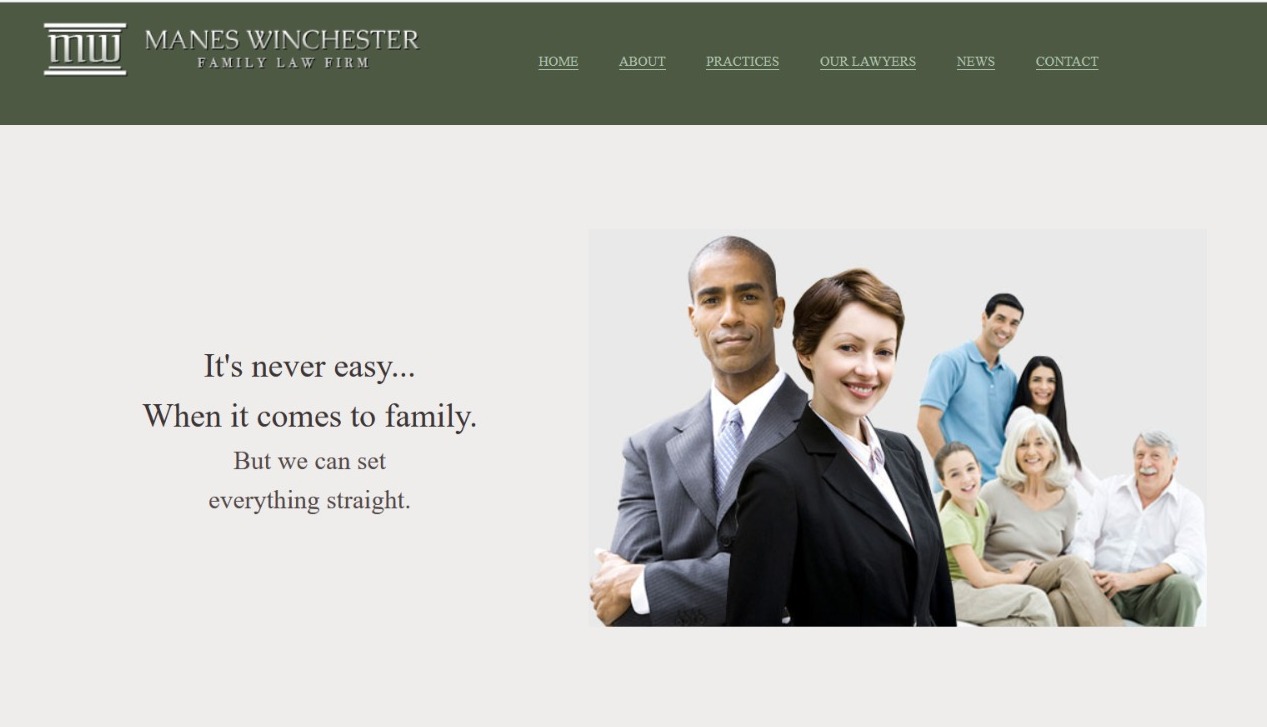 mw MANES WINCHESTER
FAMILY LAW FIRM
HOME ABOUT PRACTICES OUR LAWYERS NEWS CONTACT
It's never easy...
When it comes to family.
But we can set
everything straight.